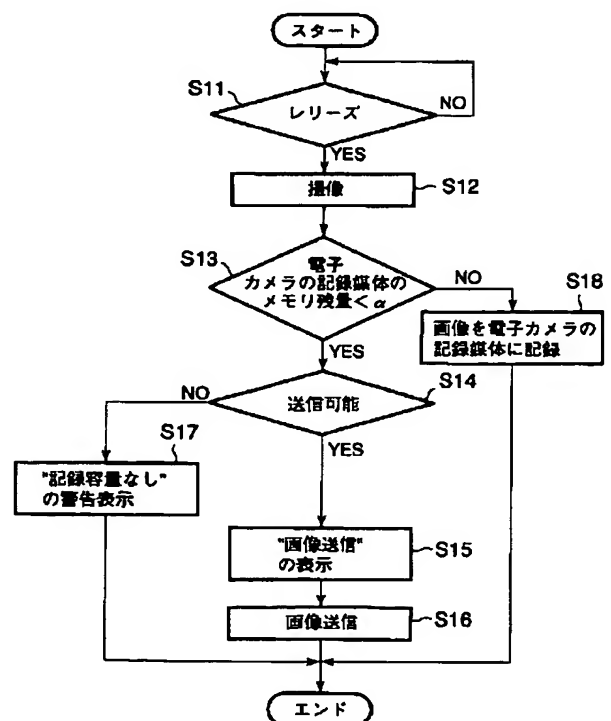 スタート
S11
レリーズ
NO
YES
撮像
S12
S13
電子
カメラの記録媒体の
メモリ残量<α
NO
S18
画像を電子カメラの
記録媒体に記録
YES
S14
NO
送信可能
S17
YES
"記録容量なし"
の警告表示
"画像送信"
の表示
S15
画像送信
S16
エンド